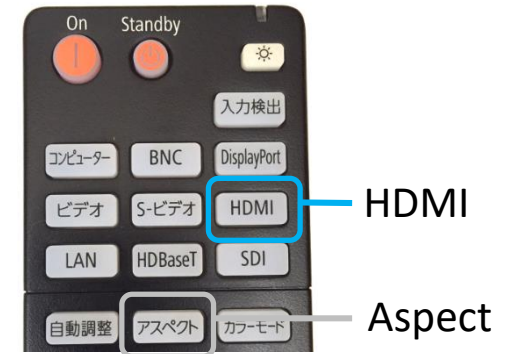 On Standby
入力検出
コンピューター BNC DisplayPort
ビデオ S-ビデオ HDMI HDMI
LAN HDBaseT SDI
自動調整 アスペクト カラーモード Aspect